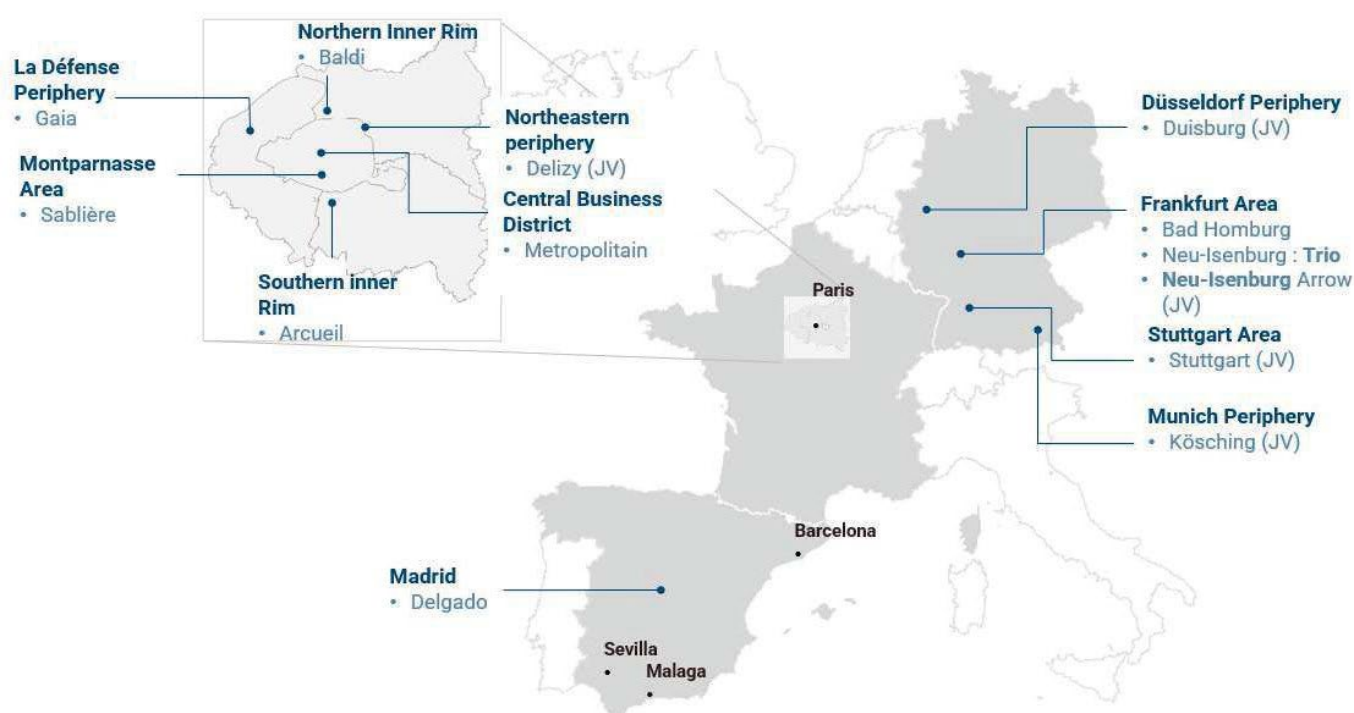 Northern Inner Rim
• Baldi
La Défense
Periphery
• Gaia
Montparnasse
Area
• Sablière
Northeastern
periphery
• Delizy (JV)
Central Business
District
• Metropolitain
Southern inner
Rim
• Arcueil
Düsseldorf Periphery
• Duisburg (JV)
Frankfurt Area
• Bad Homburg
• Neu-Isenburg : Trio
• Neu-Isenburg Arrow
(JV)
Stuttgart Area
• Stuttgart (JV)
Munich Periphery
• Kösching (JV)
Paris
Barcelona
Madrid
• Delgado
Sevilla
Malaga